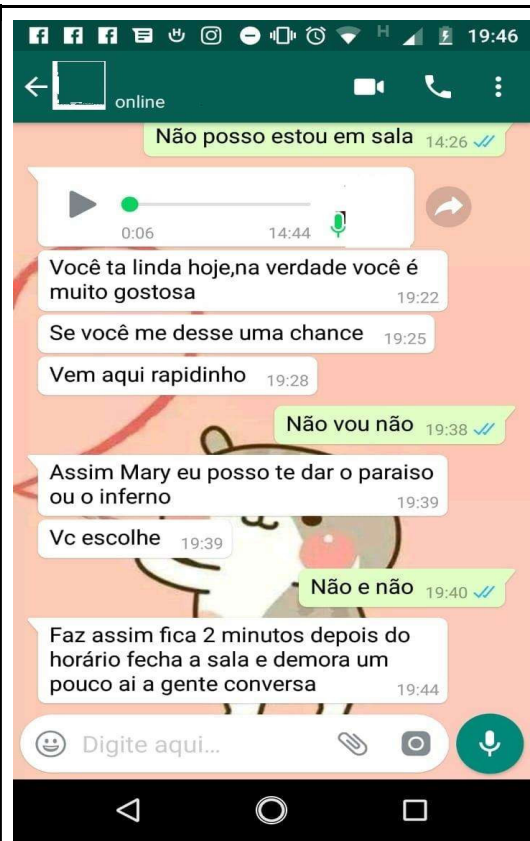 19:46
online
Não posso estou em sala 14:26
0:06 14:44
Você ta linda hoje,na verdade você é
muito gostosa 19:22
Se você me desse uma chance 19:25
Vem aqui rapidinho 19:28
Não vou não 19:38
Assim Mary eu posso te dar o paraiso
ou o inferno 19:39
Vc escolhe 19:39
Não e não 19:40
Faz assim fica 2 minutos depois do
horário fecha a sala e demora um
pouco ai a gente conversa 19:44
Digite aqui...